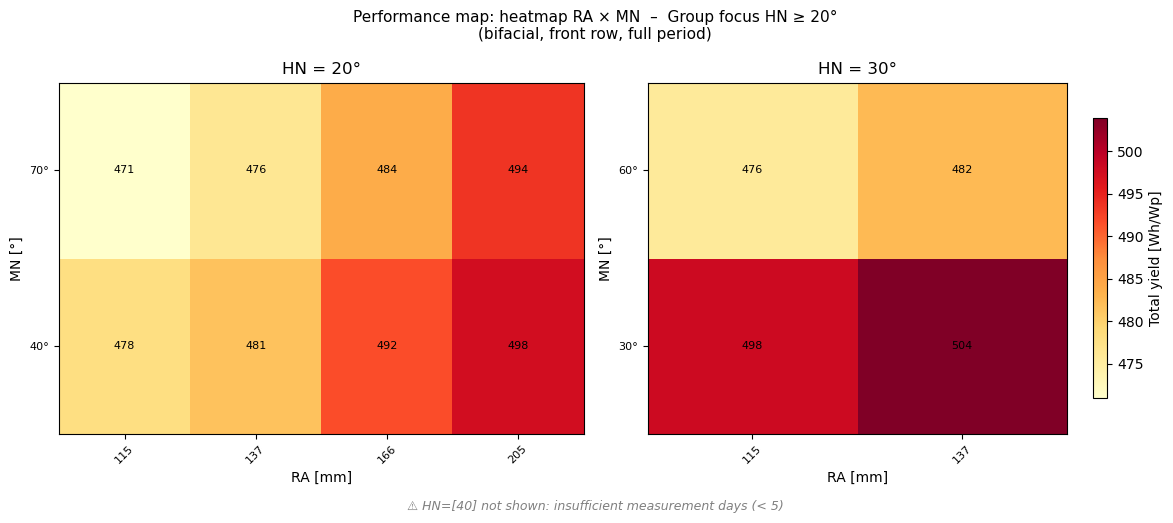 Performance map: heatmap RA × MN  –  Group focus HN ≥ 20°
(bifacial, front row, full period)
HN = 20°
70°
471
476
484
494
40°
478
481
492
498
MN [°]
115
137
166
205
RA [mm]
HN = 30°
60°
476
482
30°
498
504
MN [°]
115
137
RA [mm]
500
495
490
485
480
475
Total yield [Wh/Wp]
⚠ HN=[40] not shown: insufficient measurement days (< 5)